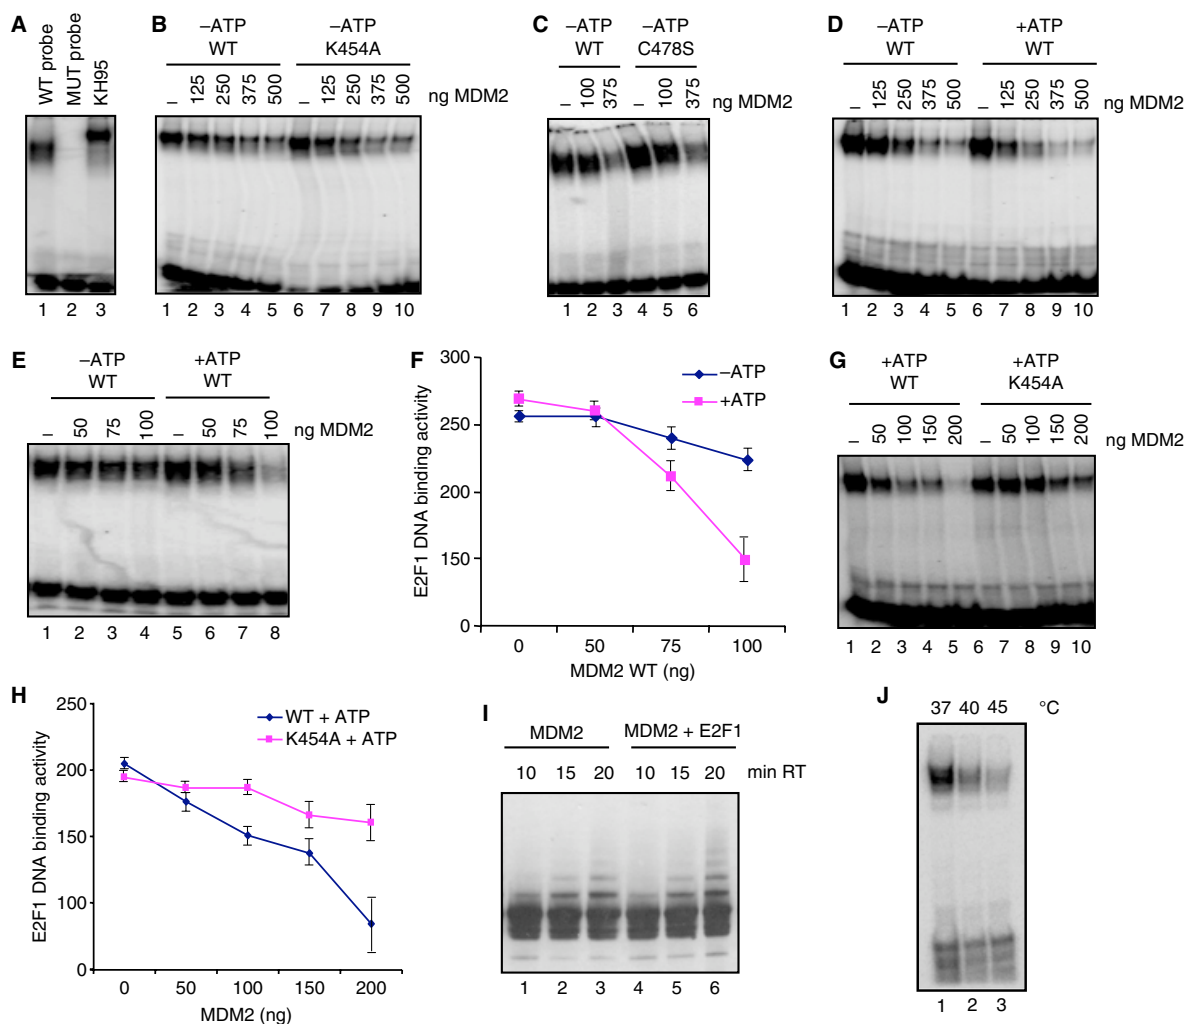 A
WT probe
MUT probe
KH95
1 2 3
B
–ATP –ATP
WT K454A
– 125 250 375 500 – 125 250 375 500 ng MDM2
1 2 3 4 5 6 7 8 9 10
C
–ATP –ATP
WT C478S
– 100 375 – 100 375 ng MDM2
1 2 3 4 5 6
D
–ATP +ATP
WT WT
– 125 250 375 500 – 125 250 375 500 ng MDM2
1 2 3 4 5 6 7 8 9 10
E
–ATP +ATP
WT WT
– 50 75 100 – 50 75 100 ng MDM2
1 2 3 4 5 6 7 8
F
E2F1 DNA binding activity
300
250
200
150
0
–ATP
+ATP
0 50 75 100
MDM2 WT (ng)
G
+ATP +ATP
WT K454A
– 50 100 150 200 – 50 100 150 200 ng MDM2
1 2 3 4 5 6 7 8 9 10
H
E2F1 DNA binding activity
250
200
150
100
0
WT + ATP
K454A + ATP
0 50 100 150 200
MDM2 (ng)
I
MDM2 MDM2 + E2F1
10 15 20 10 15 20 min RT
1 2 3 4 5 6
J
37 40 45 °C
1 2 3